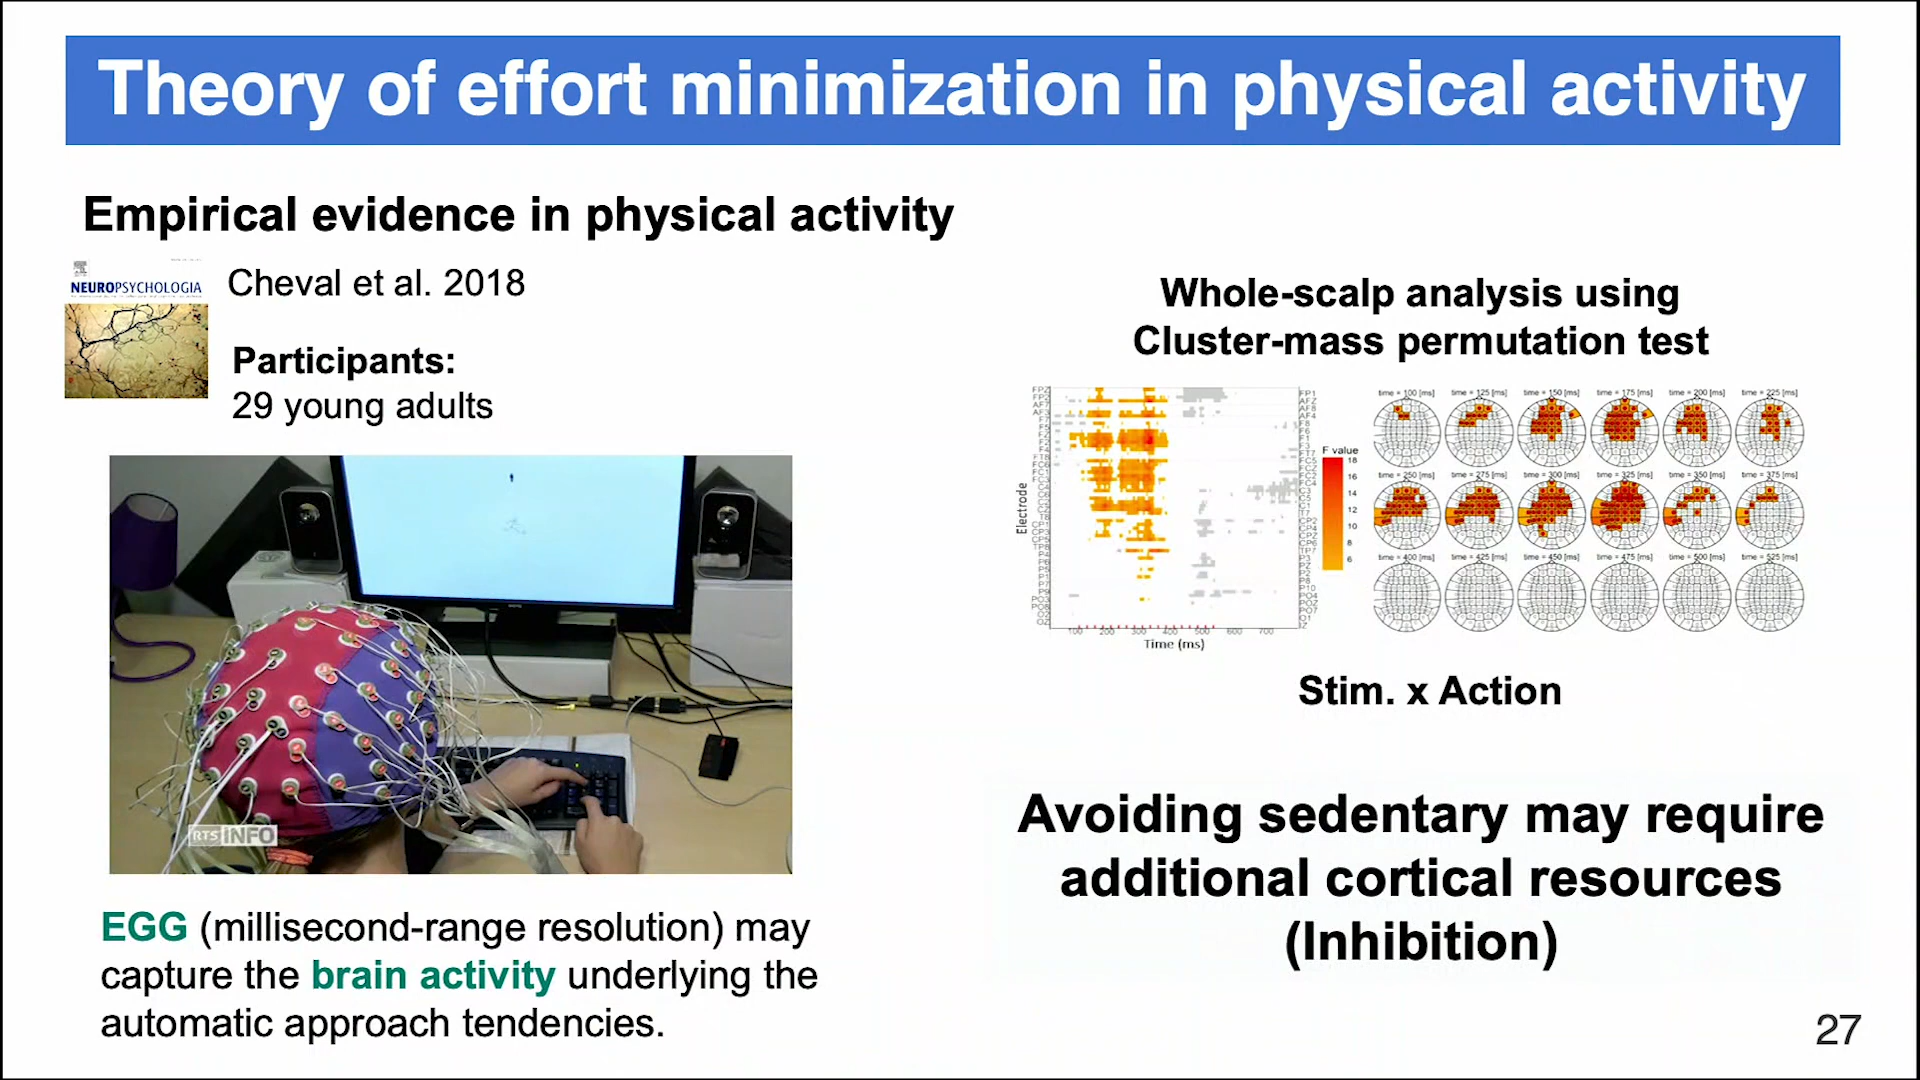 Theory of effort minimization in physical activity
Empirical evidence in physical activity
NEUROPSYCHOLOGIA
Cheval et al. 2018
Participants:
29 young adults
RTS INFO
EGG (millisecond-range resolution) may
capture the brain activity underlying the
automatic approach tendencies.
Whole-scalp analysis using
Cluster-mass permutation test
Electrode
100 200 300 400 500 600 700
Time (ms)
F value
18
16
14
12
10
8
6
time = 100 [ms] time = 125 [ms] time = 150 [ms] time = 175 [ms] time = 200 [ms] time = 225 [ms]
time = 250 [ms] time = 275 [ms] time = 300 [ms] time = 325 [ms] time = 350 [ms] time = 375 [ms]
time = 400 [ms] time = 425 [ms] time = 450 [ms] time = 475 [ms] time = 500 [ms] time = 525 [ms]
Stim. x Action
Avoiding sedentary may require
additional cortical resources
(Inhibition)
27